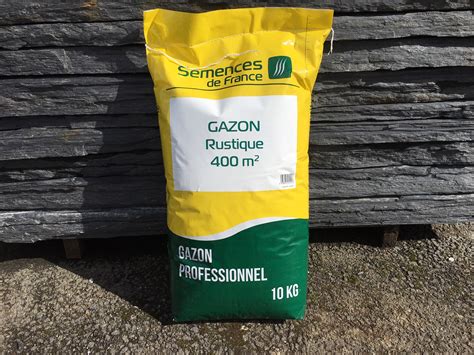 Semences
de France
GAZON
Rustique
400 m²
GAZON
PROFESSIONNEL
10 KG